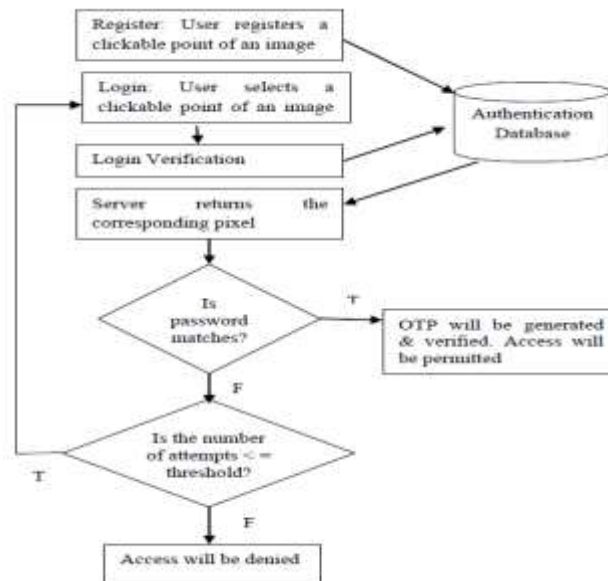 Register: User registers a
clickable point of an image
Login: User selects a
clickable point of an image
Authentication
Database
Login Verification
Server returns the
corresponding pixel
Is
password
matches?
T
OTP will be generated
& verified. Access will
be permitted
F
Is the number
of attempts < =
threshold?
T
F
Access will be denied